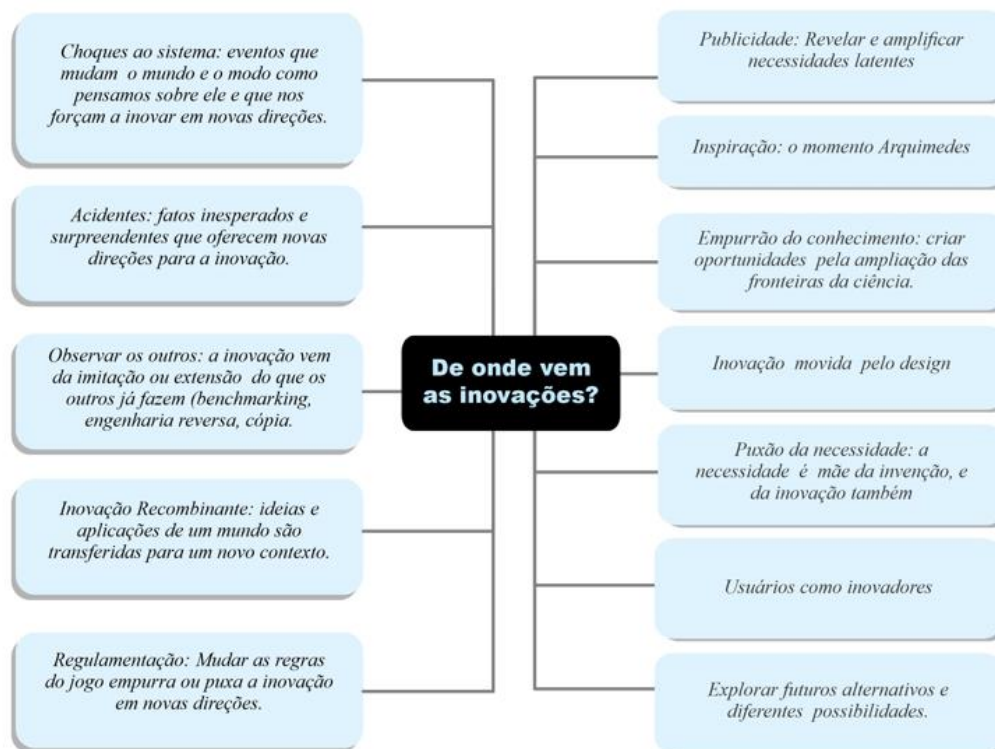 Choques ao sistema: eventos que
mudam o mundo e o modo como
pensamos sobre ele e que nos
forçam a inovar em novas direções.
Acidentes: fatos inesperados e
surpreendentes que oferecem novas
direções para a inovação.
Observar os outros: a inovação vem
da imitação ou extensão do que os
outros já fazem (benchmarking,
engenharia reversa, cópia.
Inovação Recombinante: ideias e
aplicações de um mundo são
transferidas para um novo contexto.
Regulamentação: Mudar as regras
do jogo empurra ou puxa a inovação
em novas direções.
De onde vem
as inovações?
Publicidade: Revelar e amplificar
necessidades latentes
Inspiração: o momento Arquimedes
Empurrão do conhecimento: criar
oportunidades pela ampliação das
fronteiras da ciência.
Inovação movida pelo design
Puxão da necessidade: a
necessidade é mãe da invenção, e
da inovação também
Usuários como inovadores
Explorar futuros alternativos e
diferentes possibilidades.